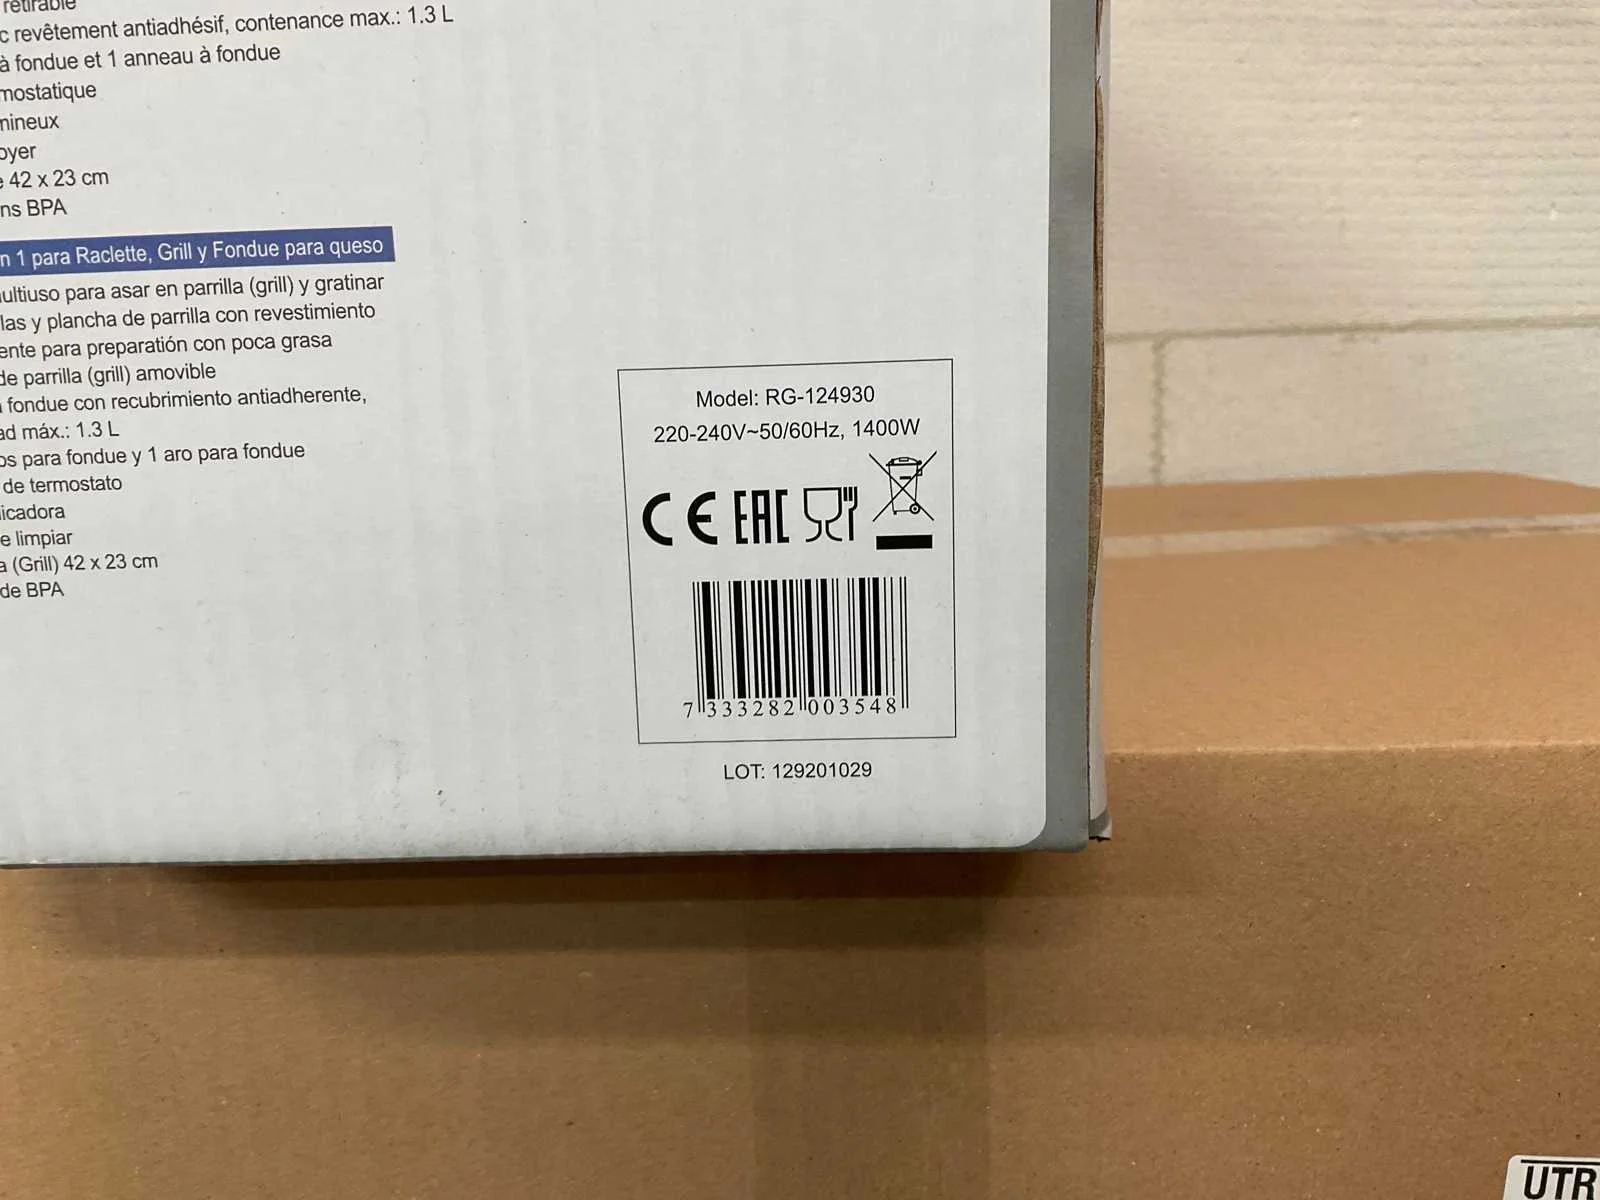 retirable
c revêtement antiadhésif, contenance max.: 1.3 L
à fondue et 1 anneau à fondue
mostatique
mineux
oyer
e 42 x 23 cm
ns BPA
n 1 para Raclette, Grill y Fondue para queso
ultiuso para asar en parrilla (grill) y gratinar
las y plancha de parrilla con revestimiento
ente para preparatión con poca grasa
de parrilla (grill) amovible
fondue con recubrimiento antiadherente,
ad máx.: 1.3 L
os para fondue y 1 aro para fondue
de termostato
icadora
e limpiar
a (Grill) 42 x 23 cm
de BPA
Model: RG-124930
220-240V~50/60Hz, 1400W
CE EAC
7 333282 003548
LOT: 129201029
UTR